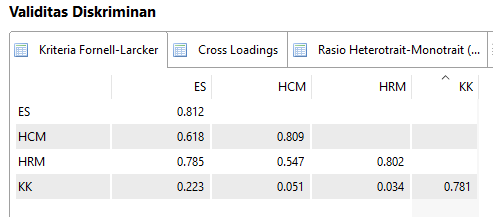 Validitas Diskriminan
Kriteria Fornell-Larcker Cross Loadings Rasio Heterotrait-Monotrait (...
ES HCM HRM KK
ES 0.812
HCM 0.618 0.809
HRM 0.785 0.547 0.802
KK 0.223 0.051 0.034 0.781